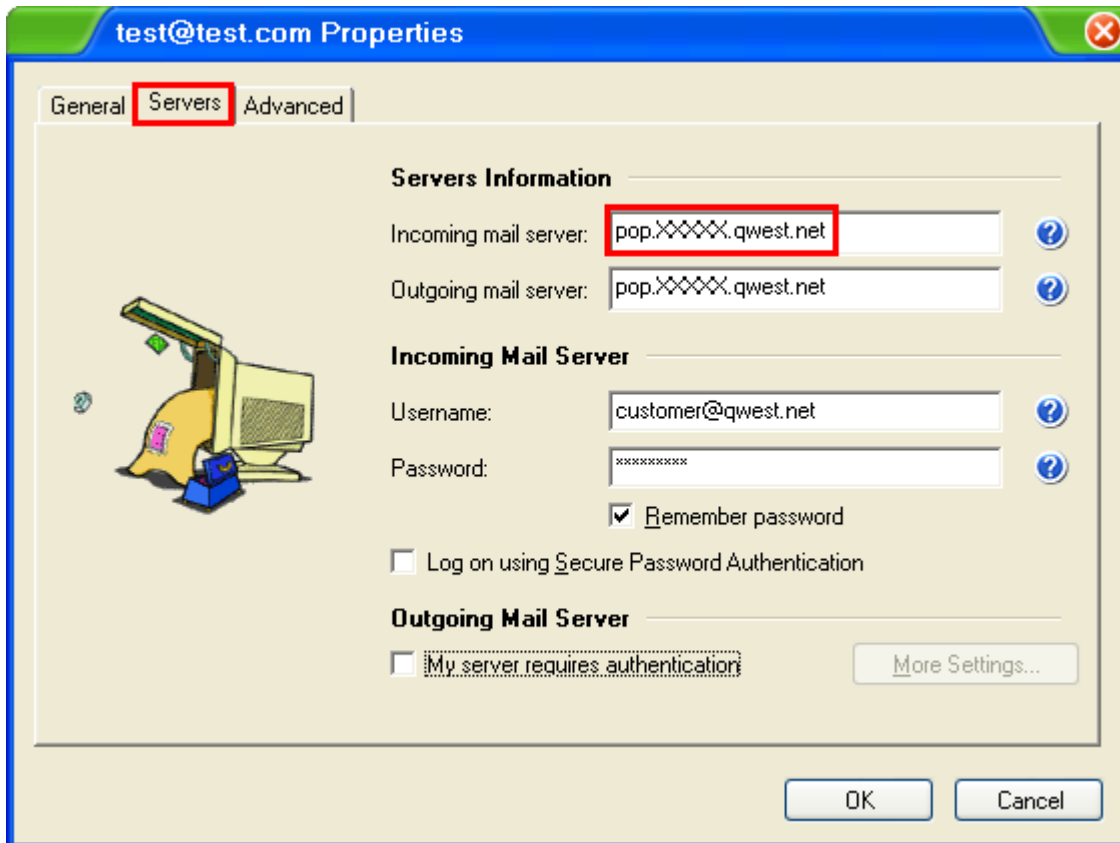 test@test.com Properties
General Servers Advanced
Servers Information
Incoming mail server: pop.XXXXX.qwest.net
Outgoing mail server: pop.XXXXX.qwest.net
Incoming Mail Server
Username: customer@qwest.net
Password: *********
Remember password
Log on using Secure Password Authentication
Outgoing Mail Server
My server requires authentication More Settings...
OK Cancel